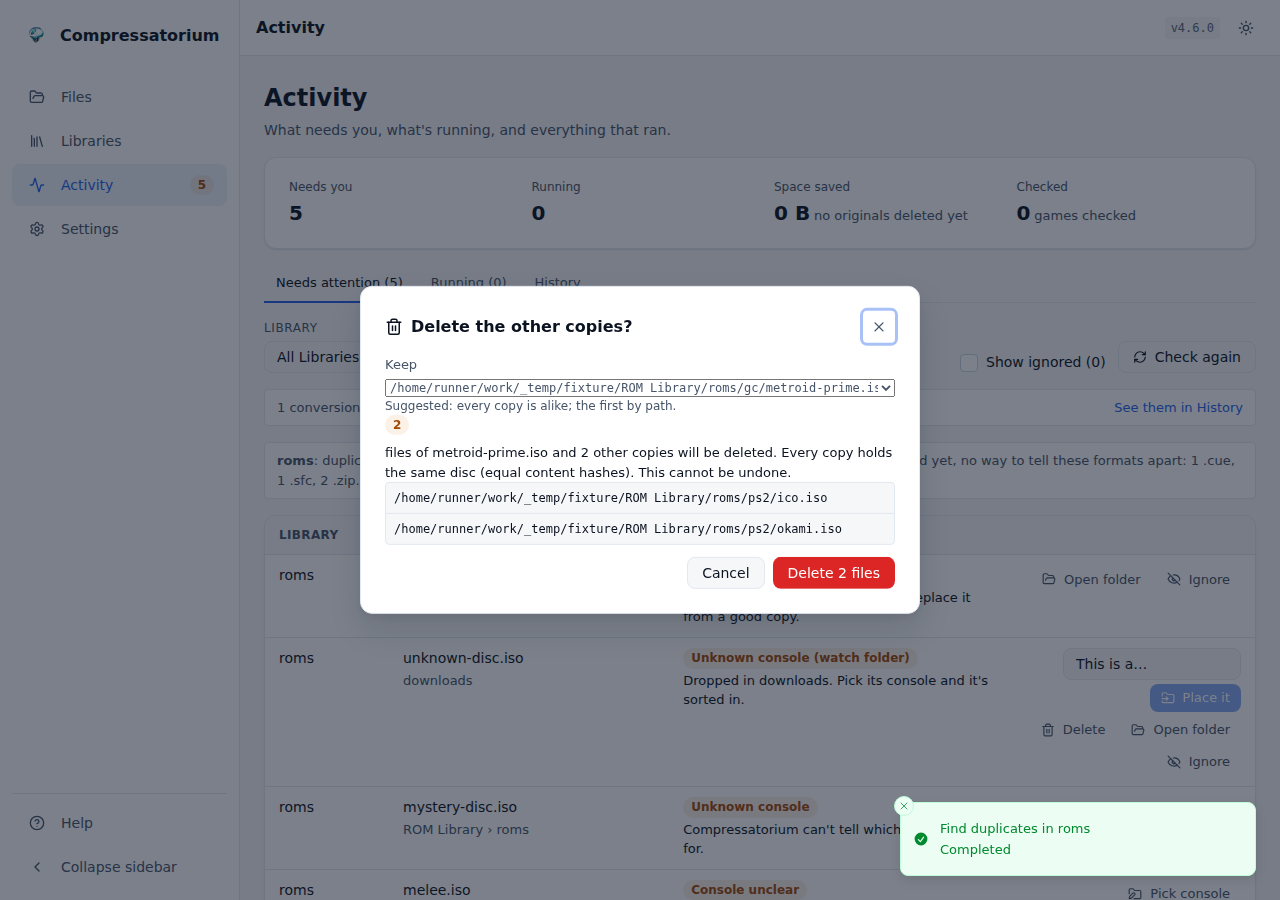 Compressatorium
Activity
v4.6.0
Files
Libraries
Activity
5
Settings
Help
Collapse sidebar
Activity
What needs you, what's running, and everything that ran.
Needs you
5
Running
0
Space saved
0 B no originals deleted yet
Checked
0 games checked
Needs attention (5)
Running (0)
History
LIBRARY
All Libraries
Show ignored (0)
Check again
1 conversion
See them in History
roms: duplic
d yet, no way to tell these formats apart: 1 .cue,
1 .sfc, 2 .zip.
LIBRARY
roms
eplace it
from a good copy.
Open folder
Ignore
roms
unknown-disc.iso
downloads
Unknown console (watch folder)
Dropped in downloads. Pick its console and it's
sorted in.
This is a...
Place it
Delete
Open folder
Ignore
roms
mystery-disc.iso
ROM Library › roms
Unknown console
Compressatorium can't tell which
for.
roms
melee.iso
Console unclear
Pick console
Delete the other copies?
Keep
/home/runner/work/_temp/fixture/ROM Library/roms/gc/metroid-prime.is
Suggested: every copy is alike; the first by path.
2
files of metroid-prime.iso and 2 other copies will be deleted. Every copy holds
the same disc (equal content hashes). This cannot be undone.
/home/runner/work/_temp/fixture/ROM Library/roms/ps2/ico.iso
/home/runner/work/_temp/fixture/ROM Library/roms/ps2/okami.iso
Cancel
Delete 2 files
Find duplicates in roms
Completed